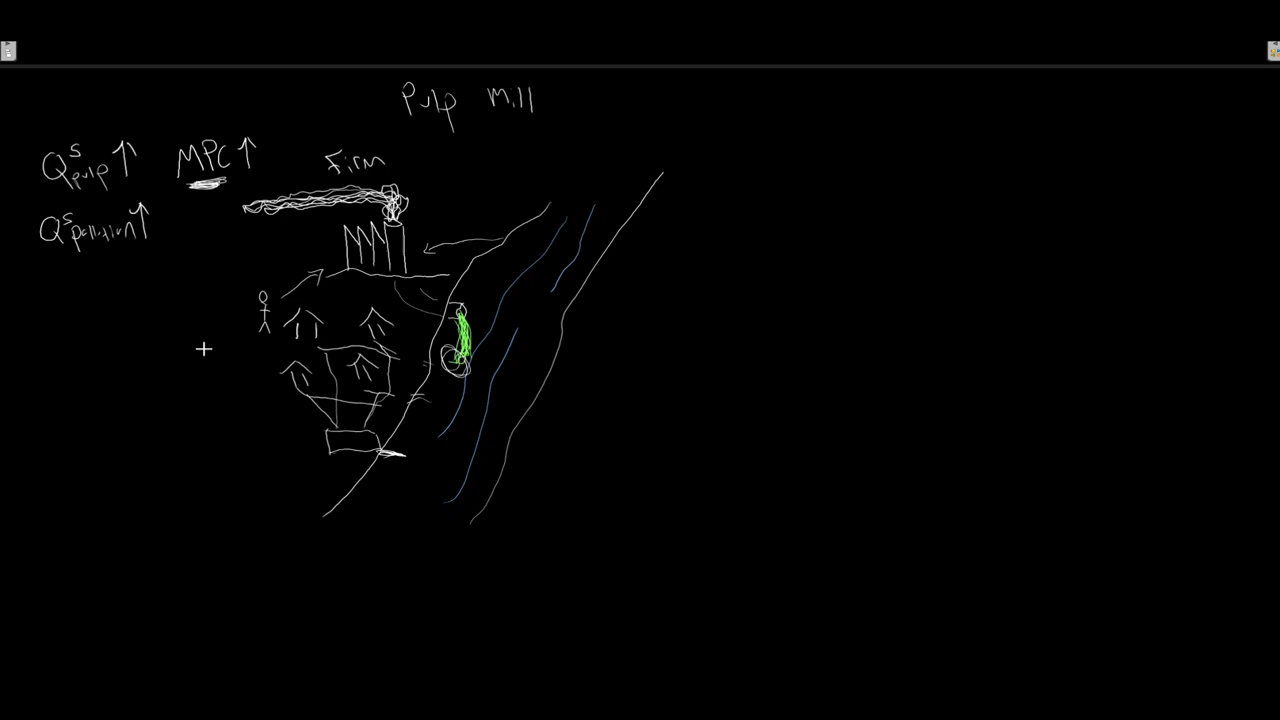 Pulp Mill
Q^s_pulp ↑ MPC ↑
Firm
Q^s_pollution ↑